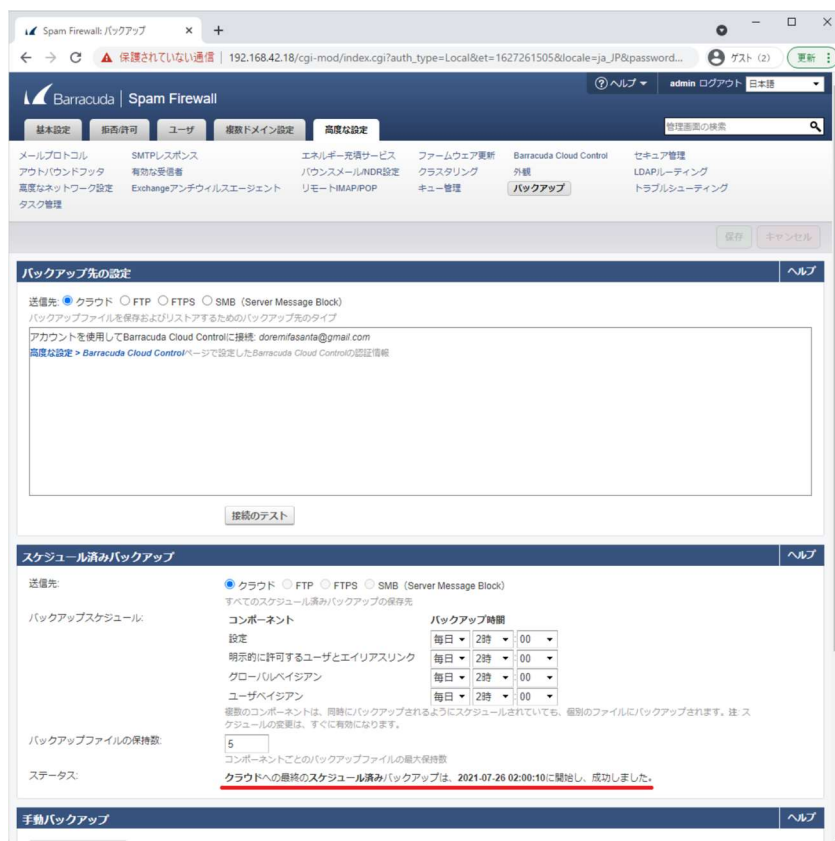 Spam Firewall: バックアップ
保護されていない通信 | 192.168.42.18/cgi-mod/index.cgi?auth_type=Local&et=1627261505&locale=ja_JP&password...
ゲスト (2)
更新
Barracuda | Spam Firewall
ヘルプ
admin ログアウト
日本語
基本設定
拒否/許可
ユーザ
複数ドメイン設定
高度な設定
管理画面の検索
メールプロトコル SMTPレスポンス エネルギー充填サービス ファームウェア更新 Barracuda Cloud Control セキュア管理
アウトバウンドフッタ 有効な受信者 バウンスメール/NDR設定 クラスタリング 外観 LDAPルーティング
高度なネットワーク設定 Exchangeアンチウィルスエージェント リモートIMAP/POP キュー管理 バックアップ トラブルシューティング
タスク管理
保存 キャンセル
バックアップ先の設定 ヘルプ
送信先: クラウド FTP FTPS SMB (Server Message Block)
バックアップファイルを保存およびリストアするためのバックアップ先のタイプ
アカウントを使用してBarracuda Cloud Controlに接続: doremifasanta@gmail.com
高度な設定 > Barracuda Cloud Controlページで設定したBarracuda Cloud Controlの認証情報
接続のテスト
スケジュール済みバックアップ ヘルプ
送信先: クラウド FTP FTPS SMB (Server Message Block)
すべてのスケジュール済みバックアップの保存先
バックアップスケジュール: コンポーネント バックアップ時間
設定 毎日 2時 : 00
明示的に許可するユーザとエイリアスリンク 毎日 2時 : 00
グローバルベイジアン 毎日 2時 : 00
ユーザベイジアン 毎日 2時 : 00
複数のコンポーネントは、同時にバックアップされるようにスケジュールされていても、個別のファイルにバックアップされます。注: ス
ケジュールの変更は、すぐに有効になります。
バックアップファイルの保持数: 5
コンポーネントごとのバックアップファイルの最大保持数
ステータス: クラウドへの最終のスケジュール済みバックアップは、2021-07-26 02:00:10に開始し、成功しました。
手動バックアップ ヘルプ